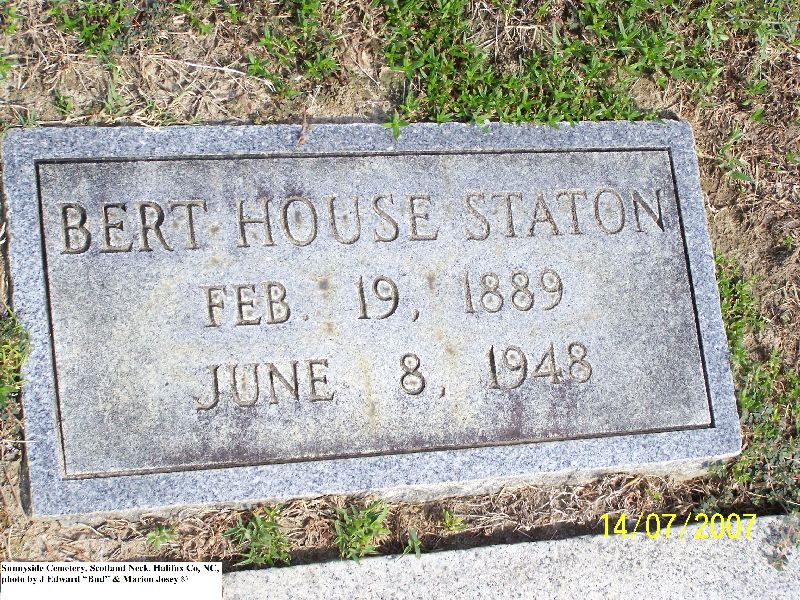 BERT HOUSE STATON
FEB. 19, 1889
JUNE 8, 1948
14/07/2007
Sunnyside Cemetery, Scotland Neck, Halifax Co, NC,
photo by J Edward "Bud" & Marion Josey ©